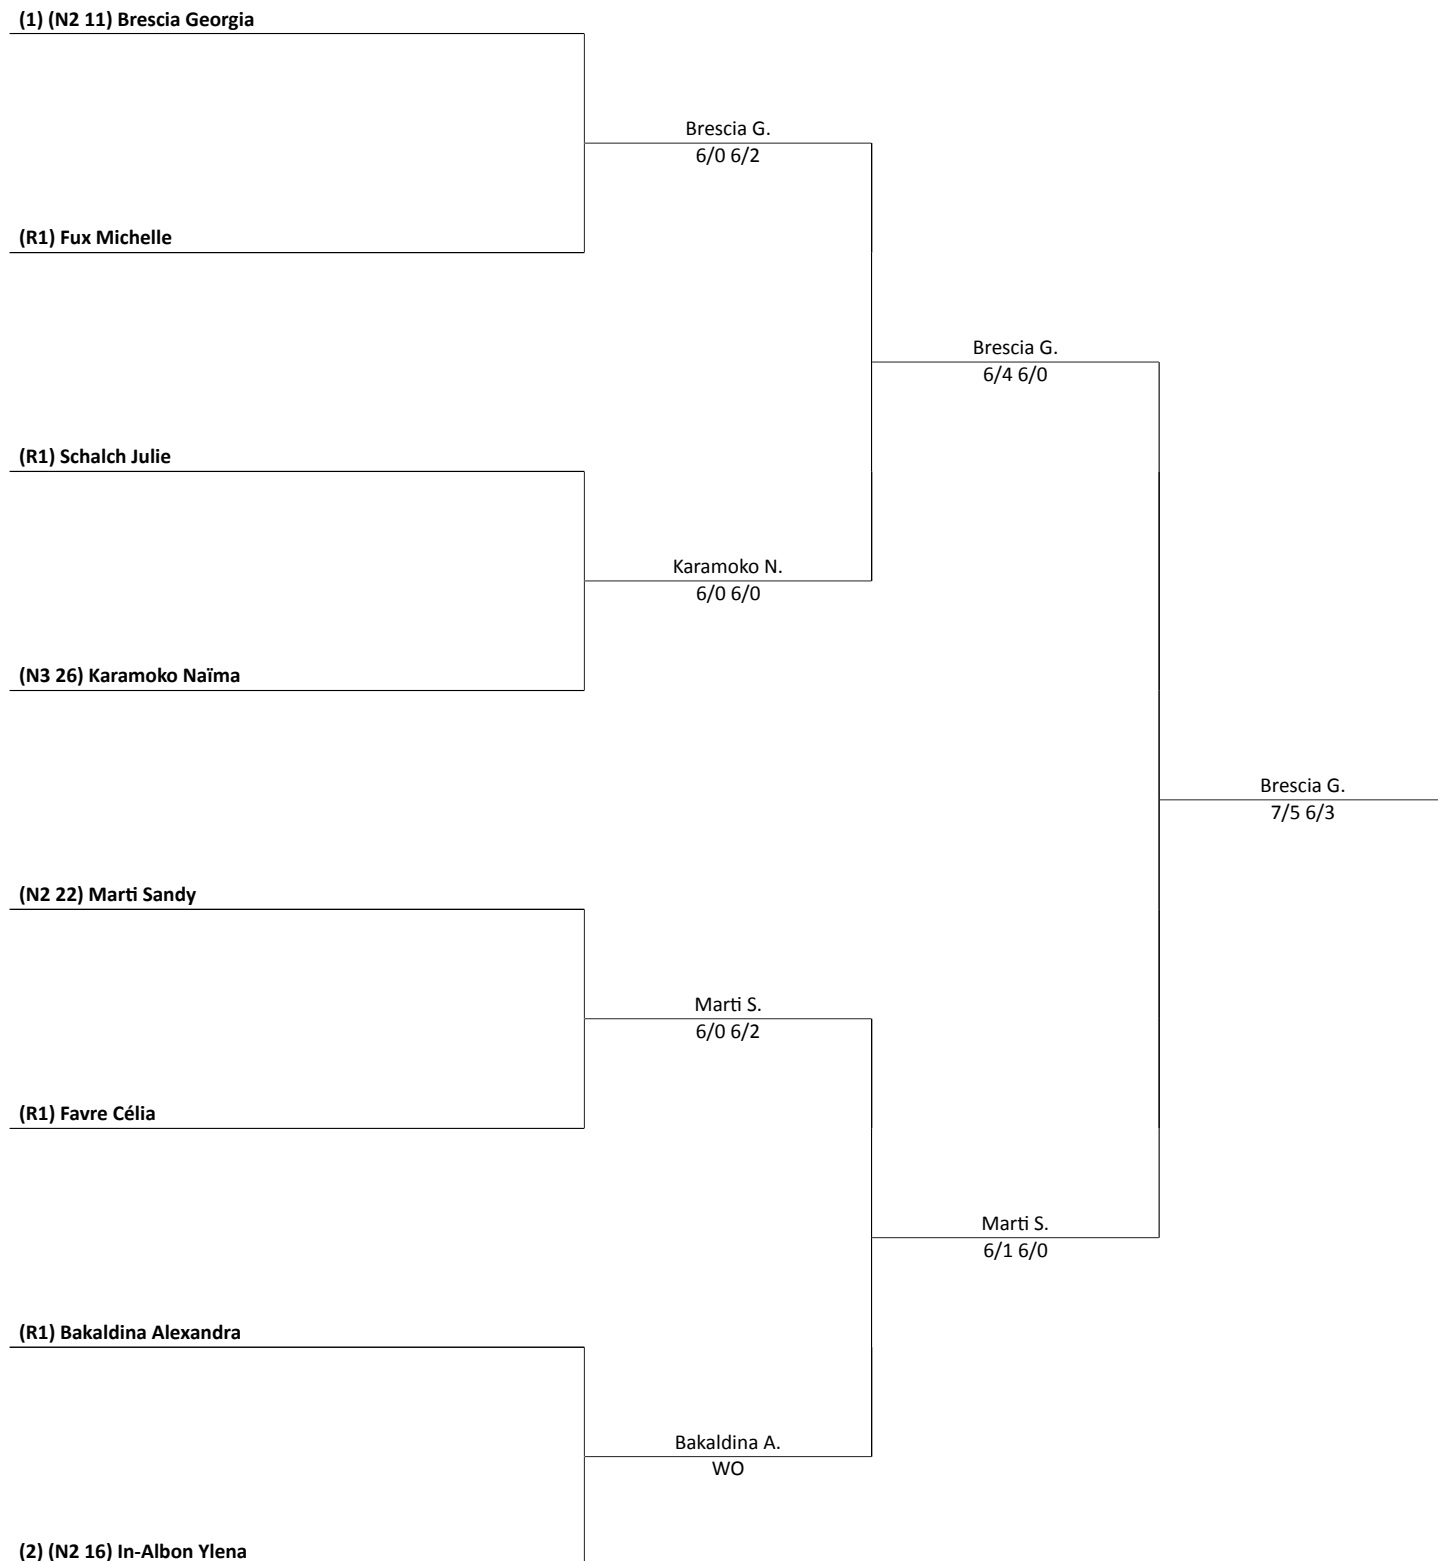 (1) (N2 11) Brescia Georgia
Brescia G.
6/0 6/2
(R1) Fux Michelle
Brescia G.
6/4 6/0
(R1) Schalch Julie
Karamoko N.
6/0 6/0
(N3 26) Karamoko Naïma
Brescia G.
7/5 6/3
(N2 22) Marti Sandy
Marti S.
6/0 6/2
(R1) Favre Célia
Marti S.
6/1 6/0
(R1) Bakaldina Alexandra
Bakaldina A.
WO
(2) (N2 16) In-Albon Ylena